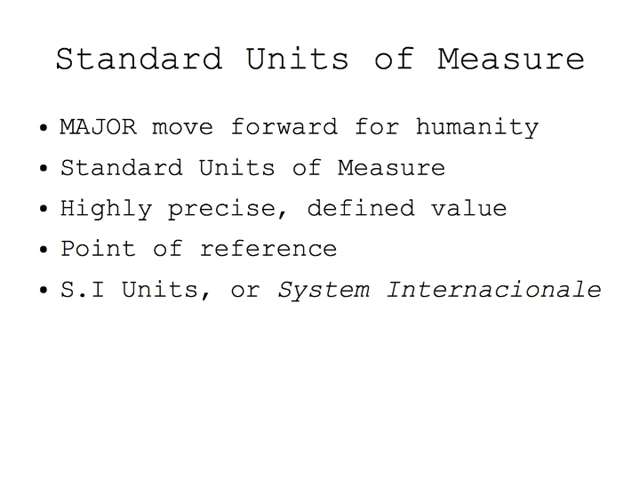 Standard Units of Measure
• MAJOR move forward for humanity
• Standard Units of Measure
• Highly precise, defined value
• Point of reference
• S.I Units, or System Internacionale